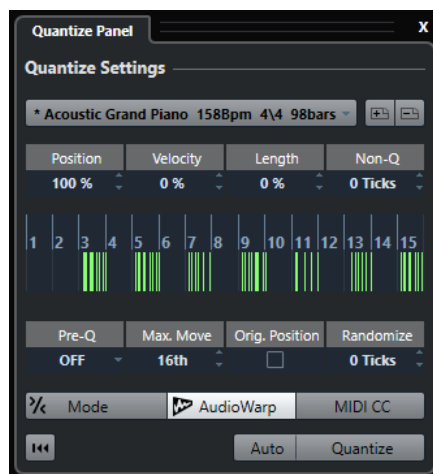 Quantize Panel X
Quantize Settings
* Acoustic Grand Piano 158Bpm 4\4 98bars
Position Velocity Length Non-Q
100 % 0 % 0 % 0 Ticks
1 2 3 4 5 6 7 8 9 10 11 12 13 14 15
Pre-Q Max. Move Orig. Position Randomize
OFF 16th 0 Ticks
Mode AudioWarp MIDI CC
Auto Quantize